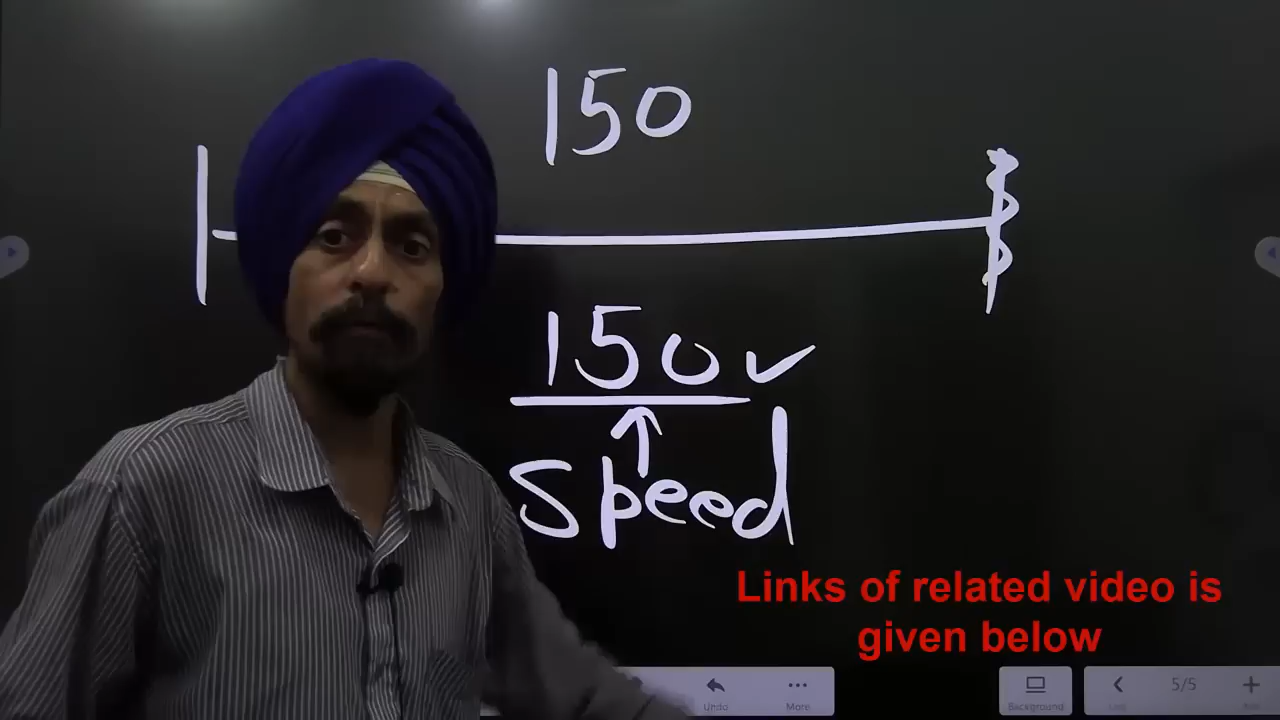 150
150✓
↑
Speed
Links of related video is
given below
Undo
More
Background
5/5